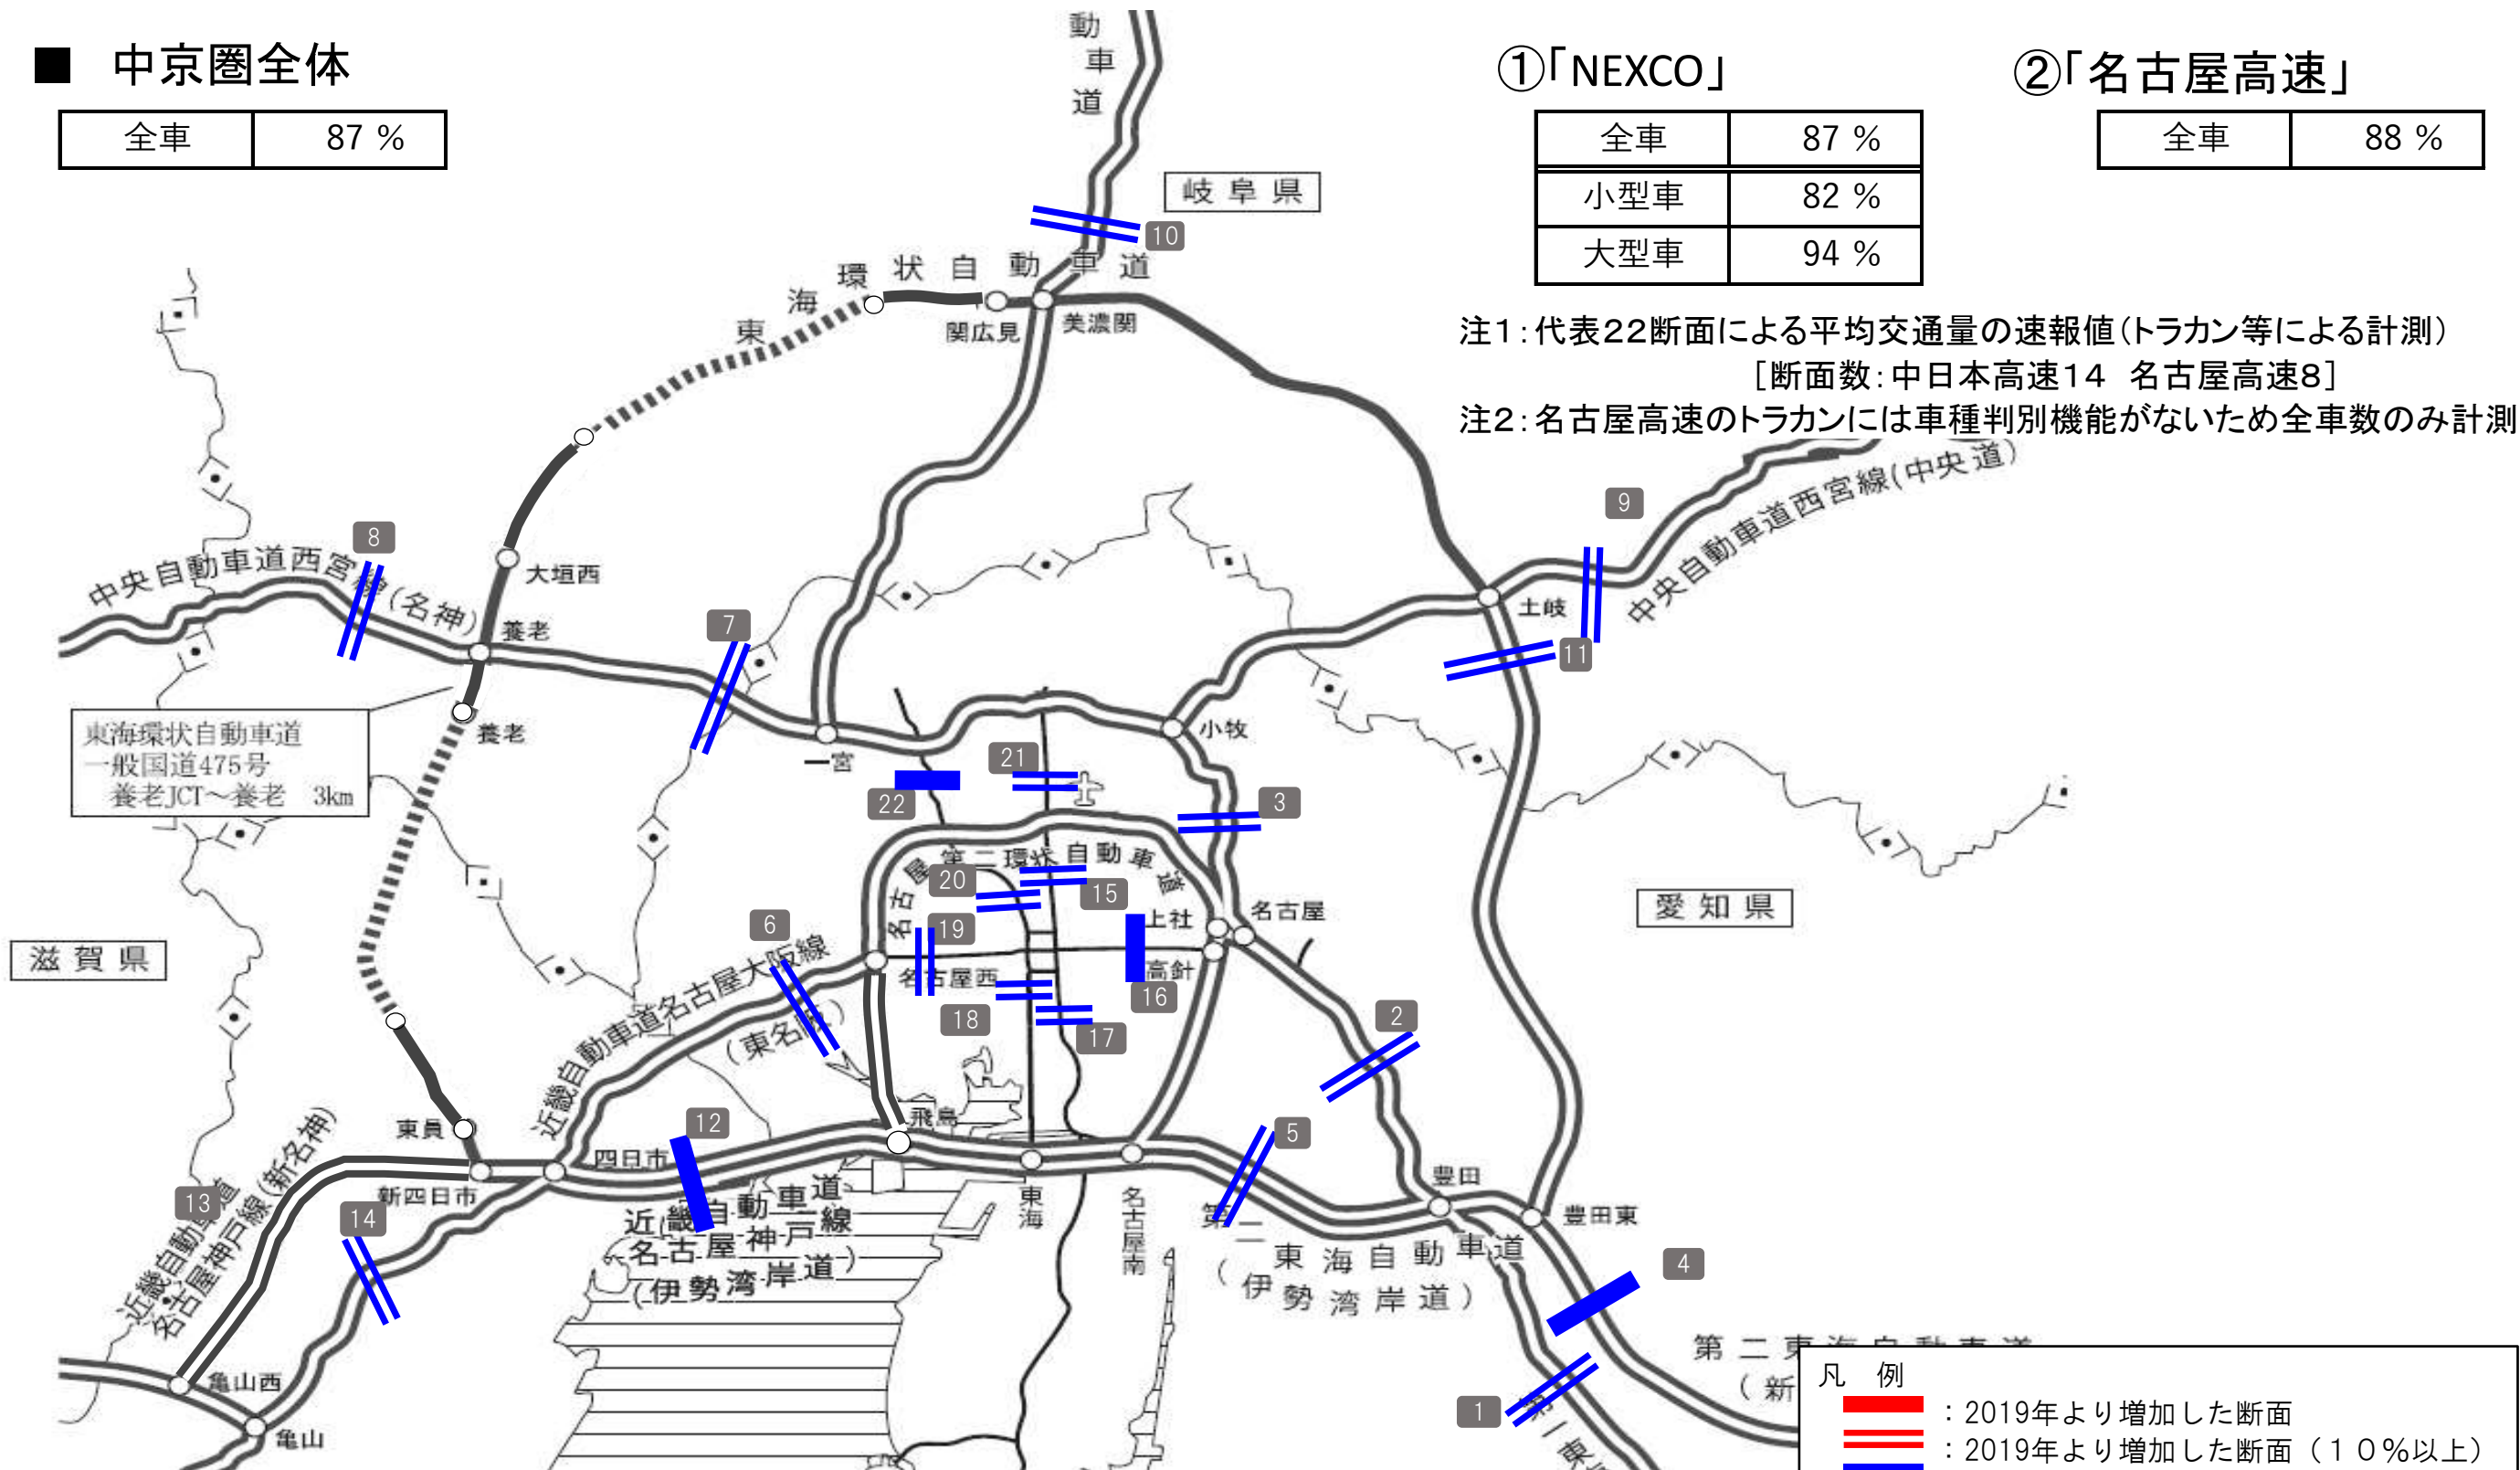 ■ 中京圏全体
全車 87 %
①「NEXCO」
全車 87 %
小型車 82 %
大型車 94 %
②「名古屋高速」
全車 88 %
注1：代表22断面による平均交通量の速報値（トラカン等による計測）
［断面数：中日本高速14 名古屋高速8］
注2：名古屋高速のトラカンには車種判別機能がないため全車数のみ計測
動車道
岐阜県
10
東海環状自動車道
関広見
美濃関
9
中央自動車道西宮線(中央道)
8
中央自動車道西宮線(名神)
大垣西
養老
7
土岐
11
東海環状自動車道
一般国道475号
養老JCT～養老 3km
養老
一宮
小牧
21
22
3
名古屋第二環状自動車道
20
15
愛知県
上社
名古屋
6
19
滋賀県
名古屋西
高針
16
近畿自動車道名古屋大阪線
(東名阪)
18
17
2
12
飛島
東員
5
四日市
新四日市
豊田
豊田東
13
14
近畿自動車道
名古屋神戸線(新名神)
近畿自動車道
名古屋神戸線
(伊勢湾岸道)
東海
名古屋南
第二東海自動車道
(伊勢湾岸道)
4
第二東海自動車道
(新
亀山西
亀山
1
第一東
凡 例
：2019年より増加した断面
：2019年より増加した断面（１０％以上）